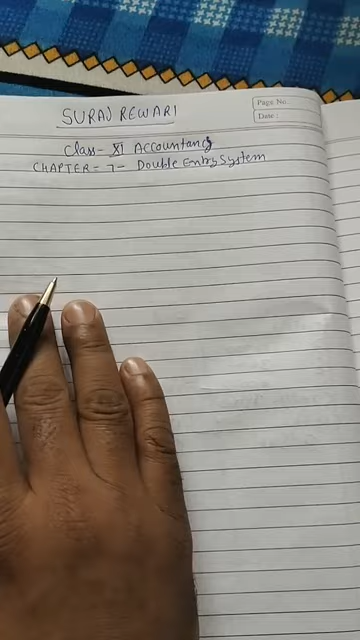 SURAJ REWARI
Page No.
Date :
Class- XI Accountancy
CHAPTER - 7 - Double Entry System